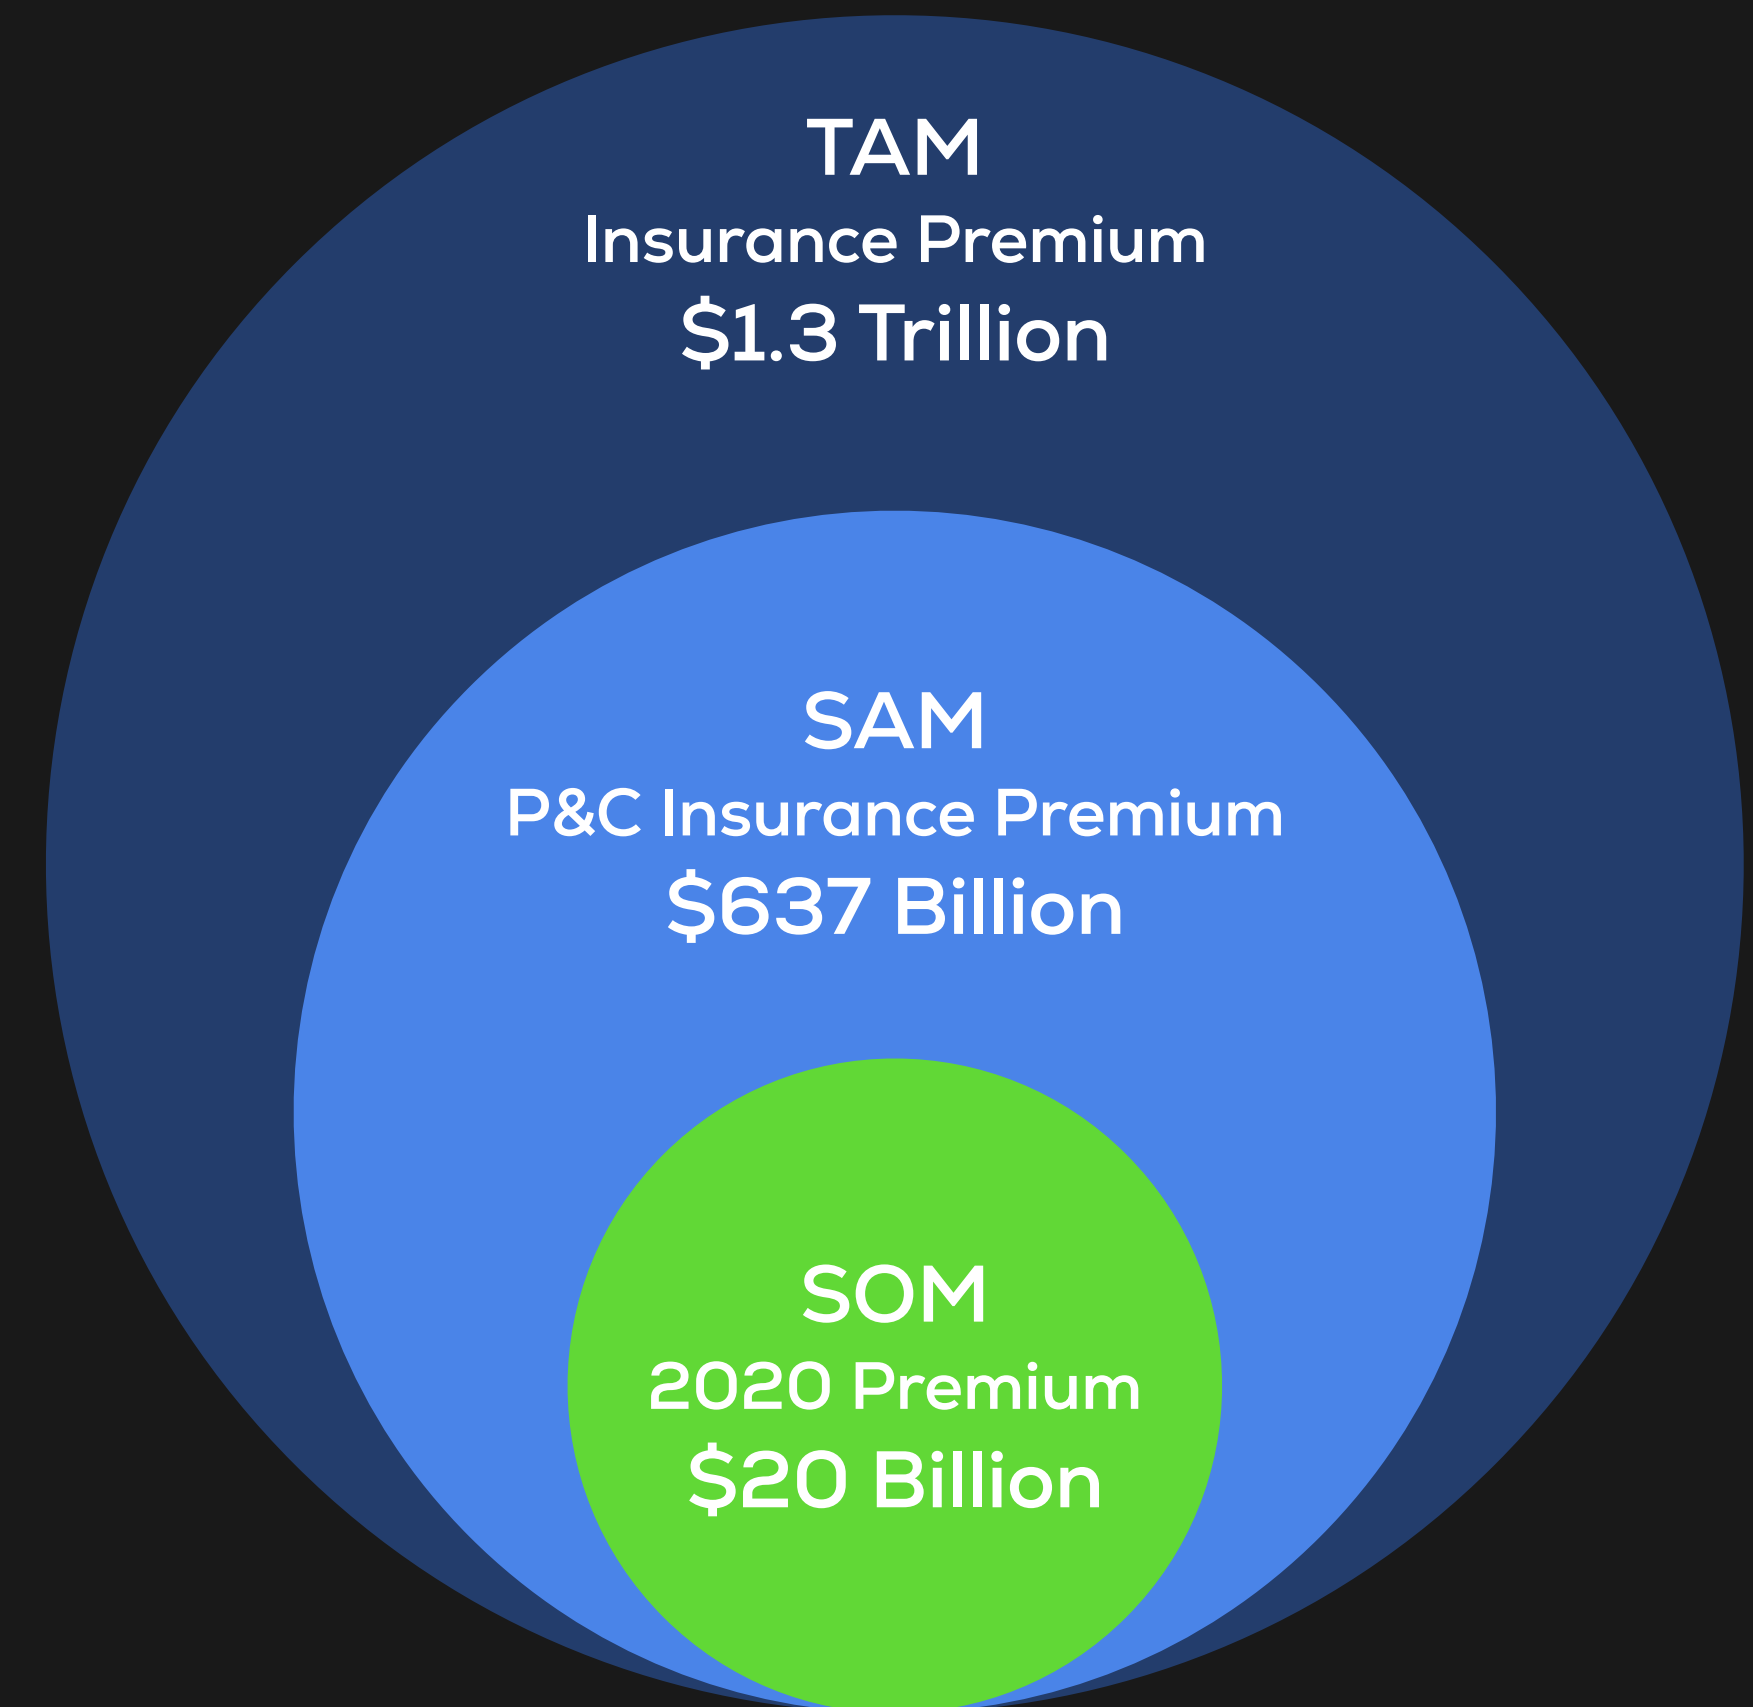 TAM
Insurance Premium
$1.3 Trillion
SAM
P&C Insurance Premium
$637 Billion
SOM
2020 Premium
$20 Billion